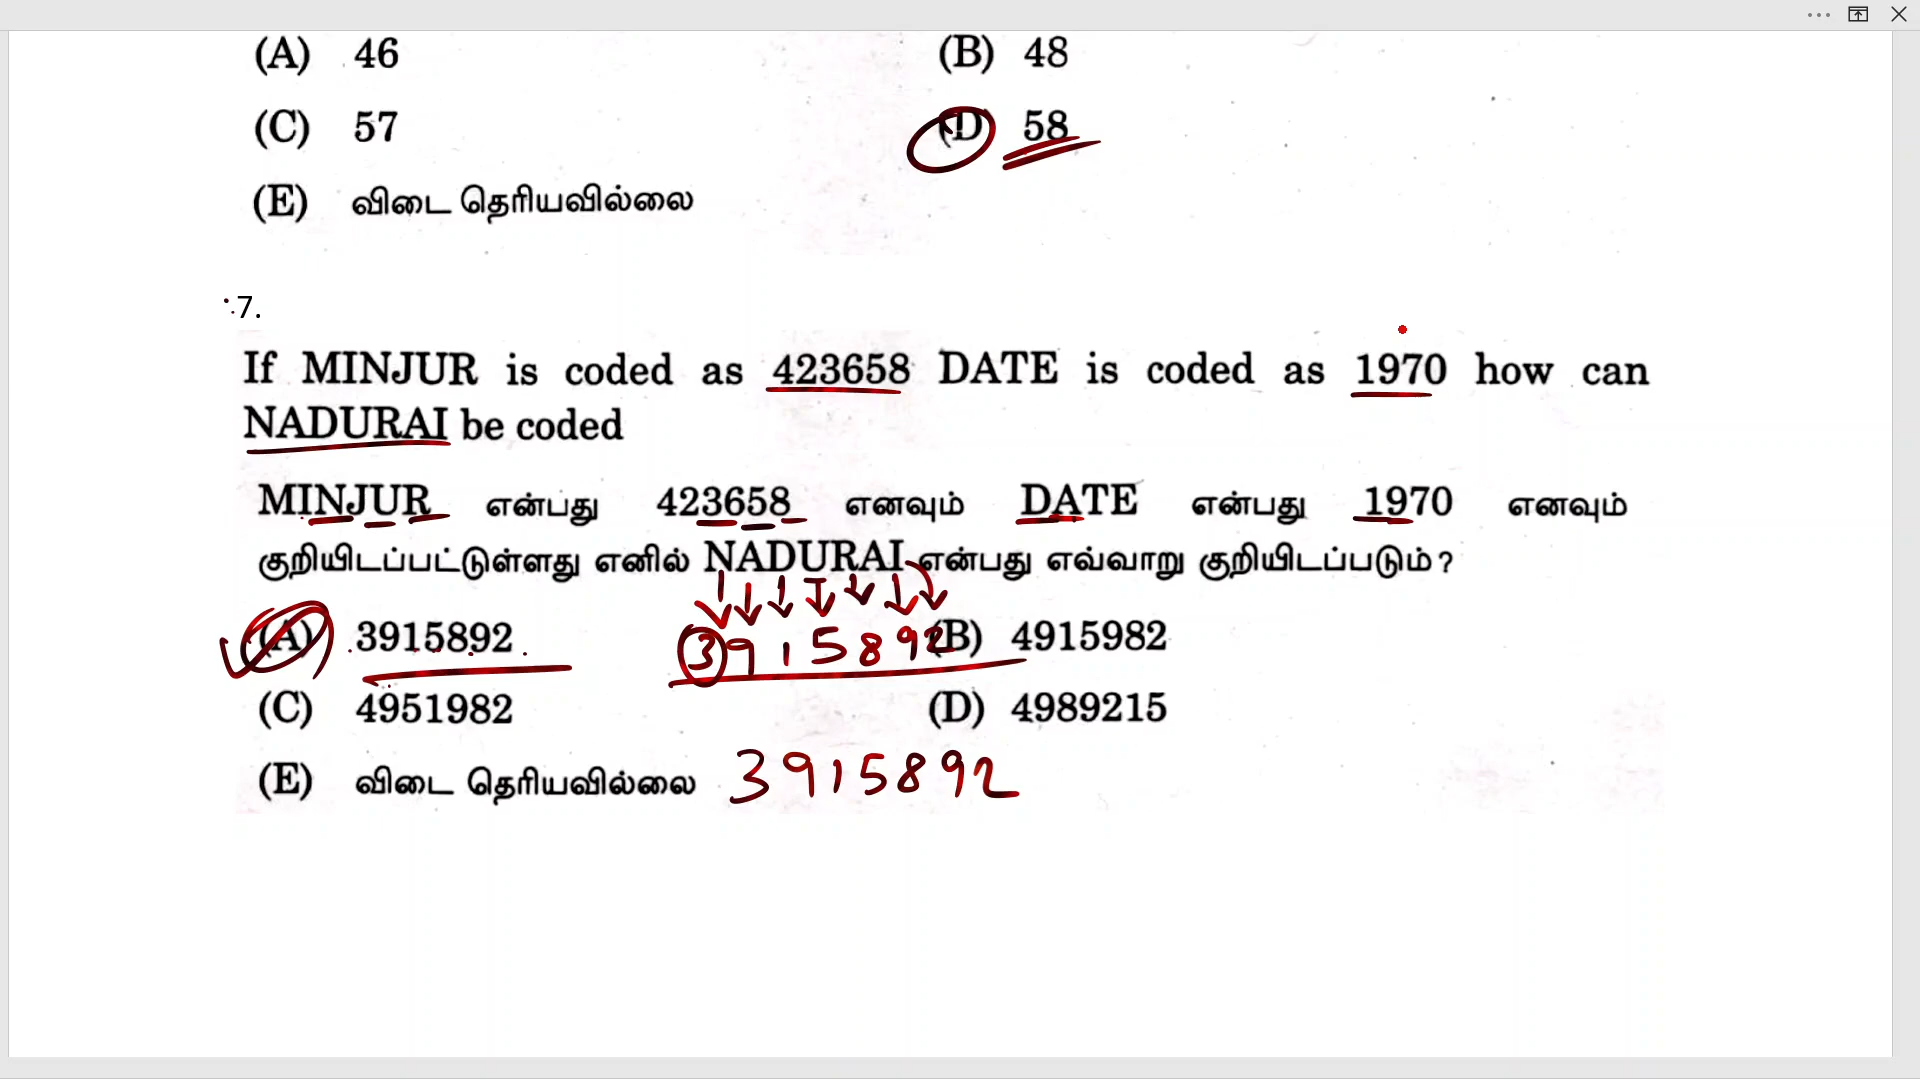 (A) 46 (B) 48
(C) 57 (D) 58
(E) விடை தெரியவில்லை
7.
If MINJUR is coded as 423658 DATE is coded as 1970 how can
NADURAI be coded
MINJUR என்பது 423658 எனவும் DATE என்பது 1970 எனவும்
குறியிடப்பட்டுள்ளது எனில் NADURAI என்பது எவ்வாறு குறியிடப்படும்?
(A) 3915892 3915892 (B) 4915982
(C) 4951982 (D) 4989215
(E) விடை தெரியவில்லை 3915892